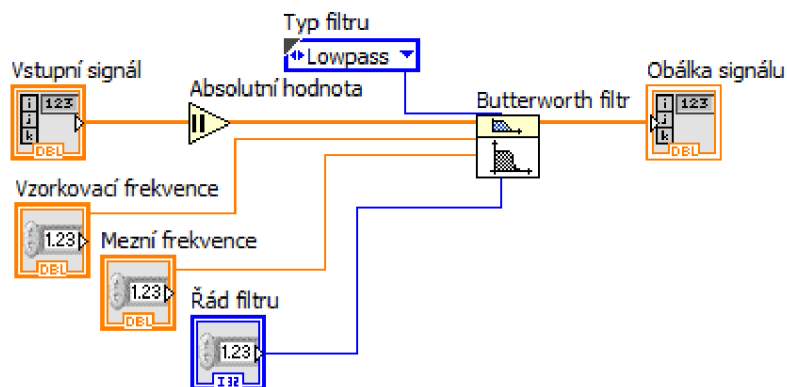 Typ filtru
Lowpass
Vstupní signál
Absolutní hodnota
Butterworth filtr
Obálka signálu
i
j
k
123
DBL
i
j
k
123
DBL
Vzorkovací frekvence
1.23
DBL
Mezní frekvence
1.23
DBL
Řád filtru
1.23
I32